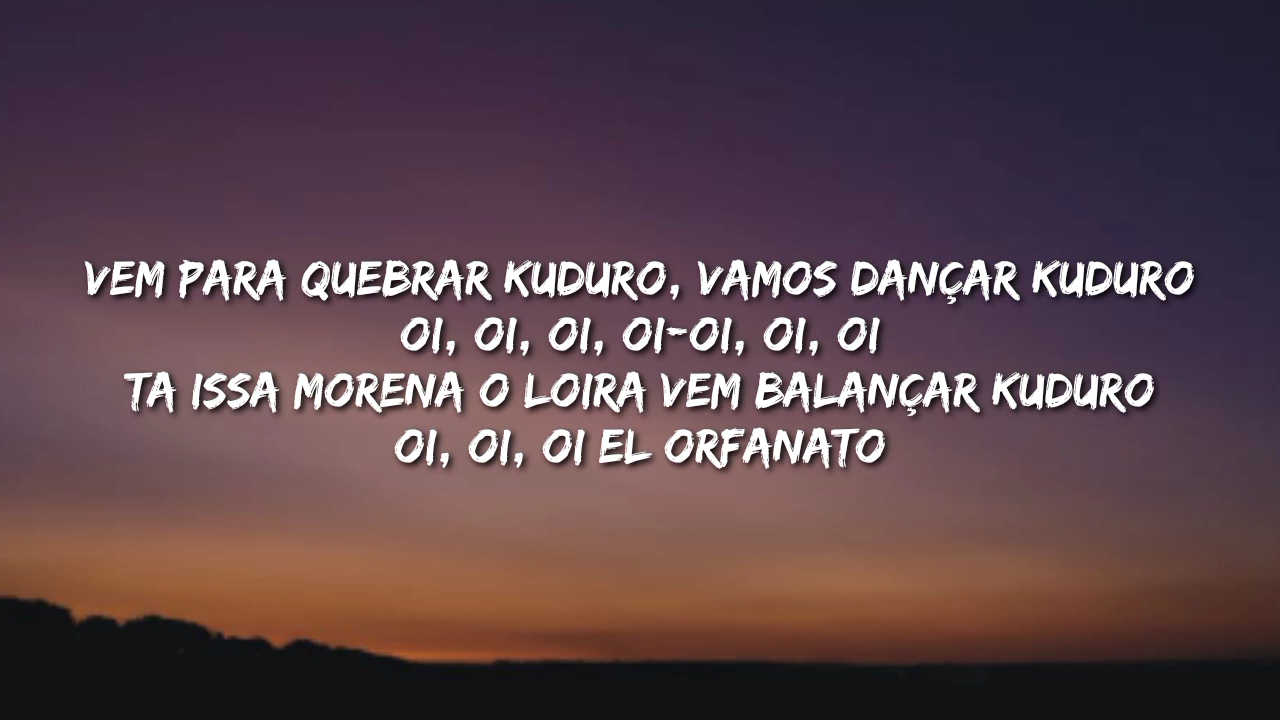 VEM PARA QUEBRAR KUDURO, VAMOS DANÇAR KUDURO
OI, OI, OI, OI-OI, OI, OI
TA ISSA MORENA O LOIRA VEM BALANÇAR KUDURO
OI, OI, OI EL ORFANATO